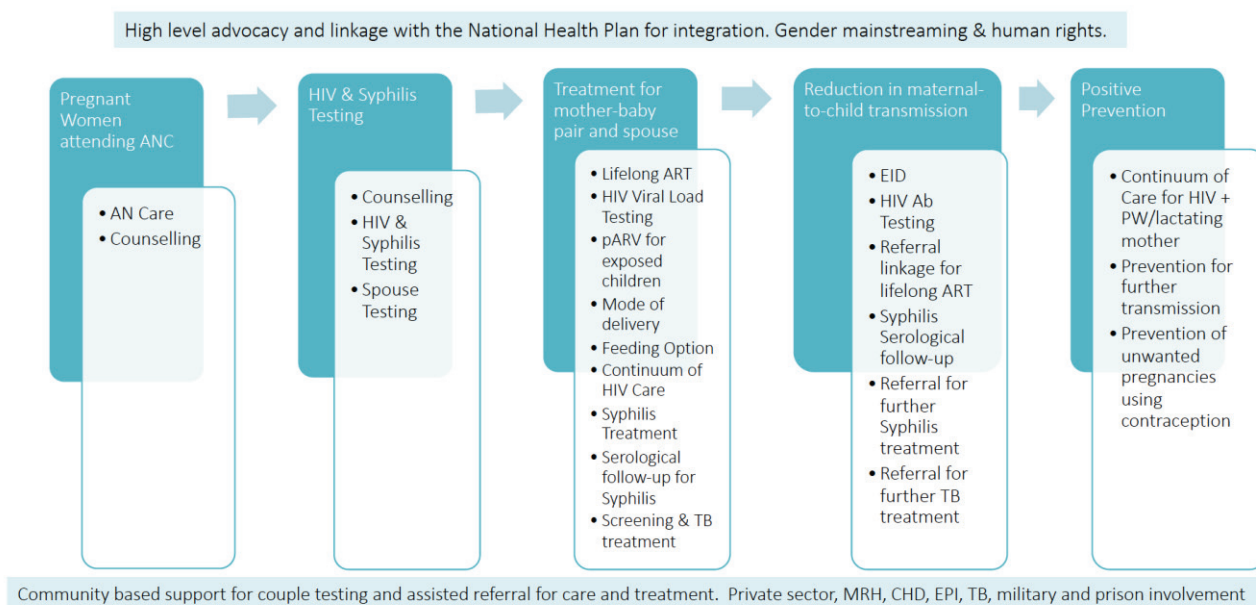 High level advocacy and linkage with the National Health Plan for integration. Gender mainstreaming & human rights.
Pregnant
Women
attending ANC
• AN Care
• Counselling
HIV & Syphilis
Testing
• Counselling
• HIV &
Syphilis
Testing
• Spouse
Testing
Treatment for
mother-baby
pair and spouse
• Lifelong ART
• HIV Viral Load
Testing
• pARV for
exposed
children
• Mode of
delivery
• Feeding Option
• Continuum of
HIV Care
• Syphilis
Treatment
• Serological
follow-up for
Syphilis
• Screening & TB
treatment
Reduction in maternal-
to-child transmission
• EID
• HIV Ab
Testing
• Referral
linkage for
lifelong ART
• Syphilis
Serological
follow-up
• Referral for
further
Syphilis
treatment
• Referral for
further TB
treatment
Positive
Prevention
• Continuum of
Care for HIV +
PW/lactating
mother
• Prevention for
further
transmission
• Prevention of
unwanted
pregnancies
using
contraception
Community based support for couple testing and assisted referral for care and treatment. Private sector, MRH, CHD, EPI, TB, military and prison involvement